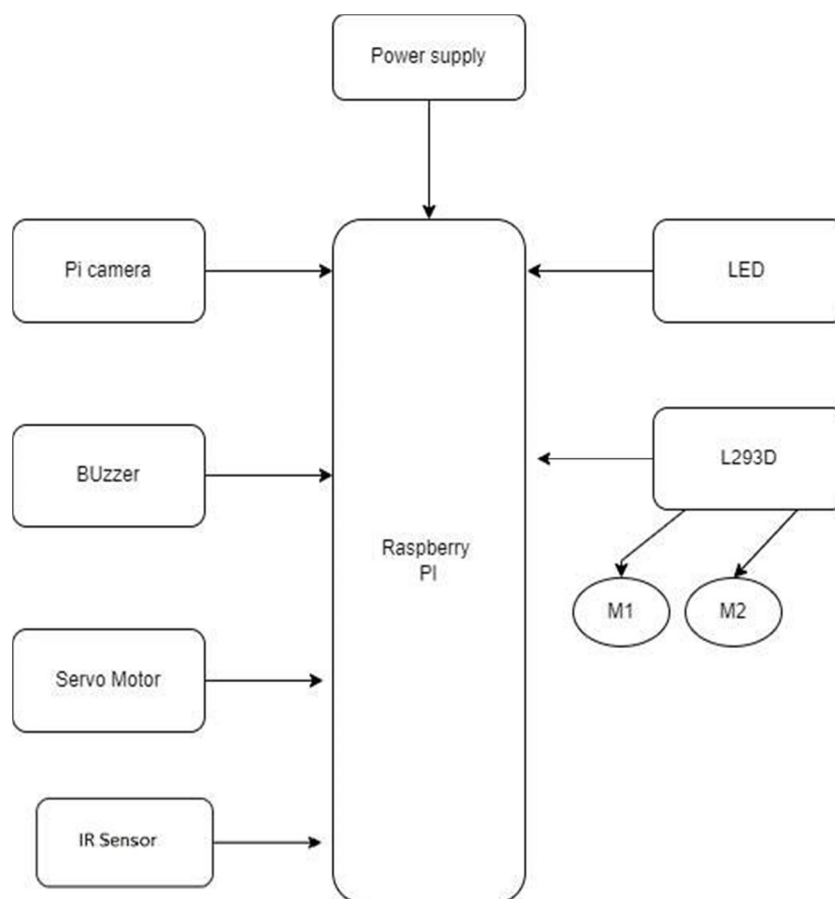 Power supply
Pi camera
LED
BUzzer
L293D
Raspberry
PI
M1
M2
Servo Motor
IR Sensor